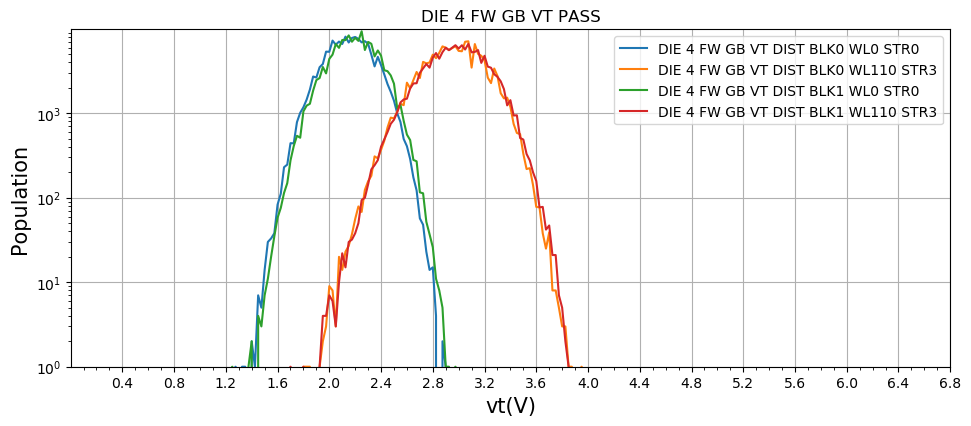 DIE 4 FW GB VT PASS
DIE 4 FW GB VT DIST BLK0 WL0 STR0
DIE 4 FW GB VT DIST BLK0 WL110 STR3
DIE 4 FW GB VT DIST BLK1 WL0 STR0
DIE 4 FW GB VT DIST BLK1 WL110 STR3
Population
10³
10²
10¹
10⁰
0.4 0.8 1.2 1.6 2.0 2.4 2.8 3.2 3.6 4.0 4.4 4.8 5.2 5.6 6.0 6.4 6.8
vt(V)